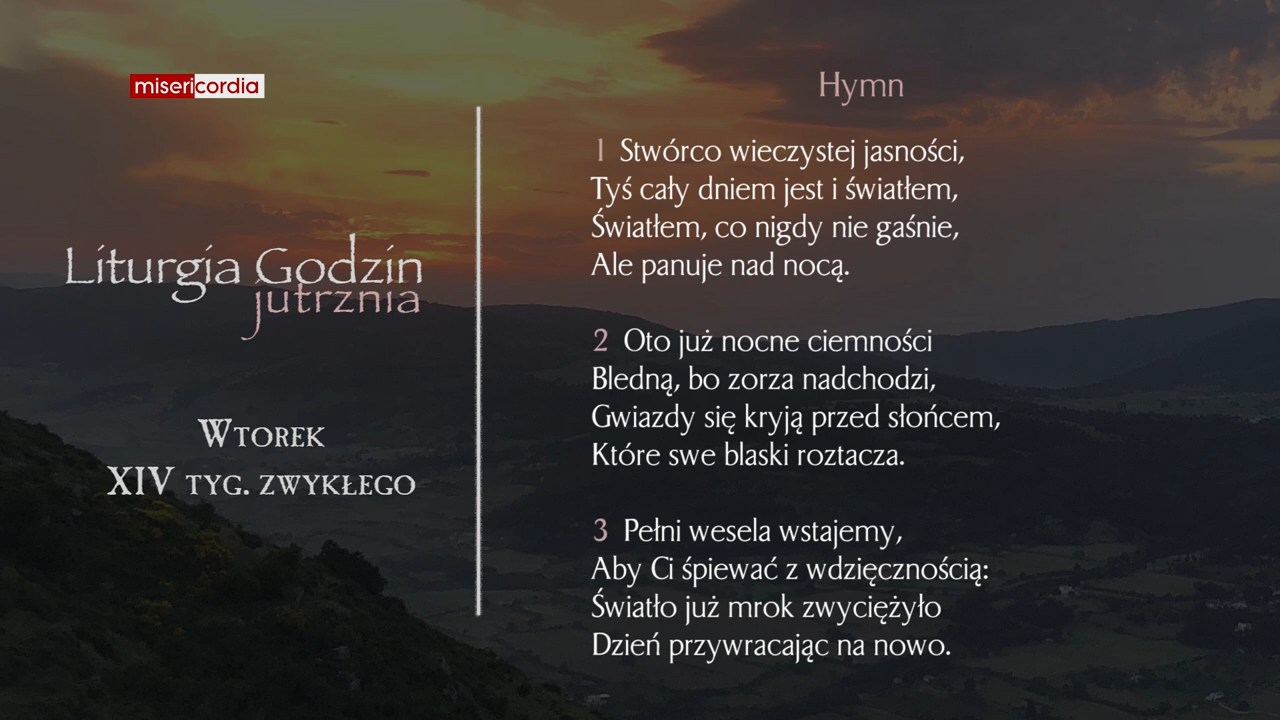 misericordia
Liturgia Godzin
jutrznia
Wtorek
XIV tyg. zwykłego
Hymn
1 Stwórco wieczystej jasności,
Tyś cały dniem jest i światłem,
Światłem, co nigdy nie gaśnie,
Ale panuje nad nocą.
2 Oto już nocne ciemności
Bledną, bo zorza nadchodzi,
Gwiazdy się kryją przed słońcem,
Które swe blaski roztacza.
3 Pełni wesela wstajemy,
Aby Ci śpiewać z wdzięcznością:
Światło już mrok zwyciężyło
Dzień przywracając na nowo.